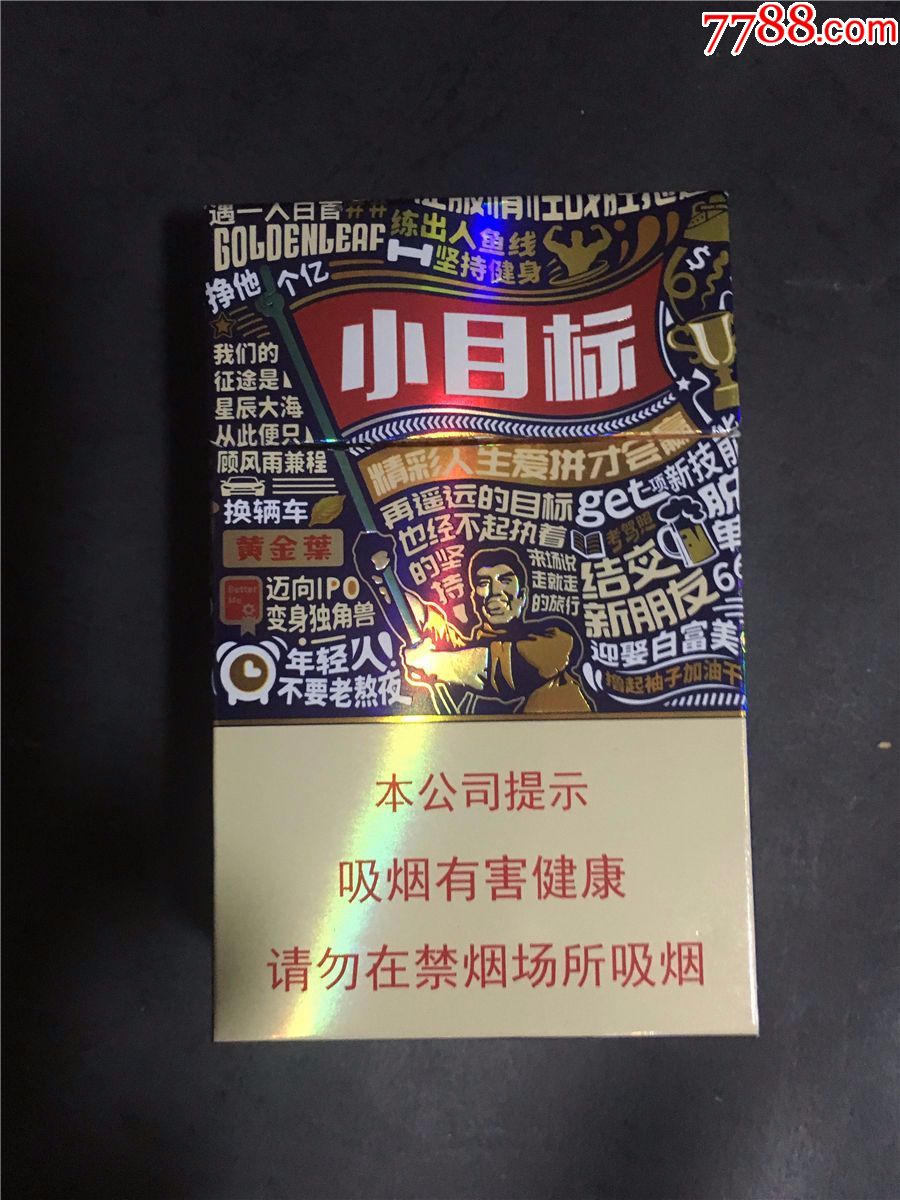 7788.com
遇一人白首
GOLDENLEAF
练出人鱼线
坚持健身
挣他 个亿
小目标
我们的
征途是
星辰大海
从此便只
顾风雨兼程
精彩人生爱拼才会赢
换辆车
黄金葉
再遥远的目标
也经不起执着
的坚
持
get一项新技能
考驾照
来场说
走就走
的旅行
结交
新朋友
脱
单
66
Better
Me
迈向IPO
变身独角兽
年轻人!
不要老熬夜
迎娶白富美
撸起袖子加油干
本公司提示
吸烟有害健康
请勿在禁烟场所吸烟